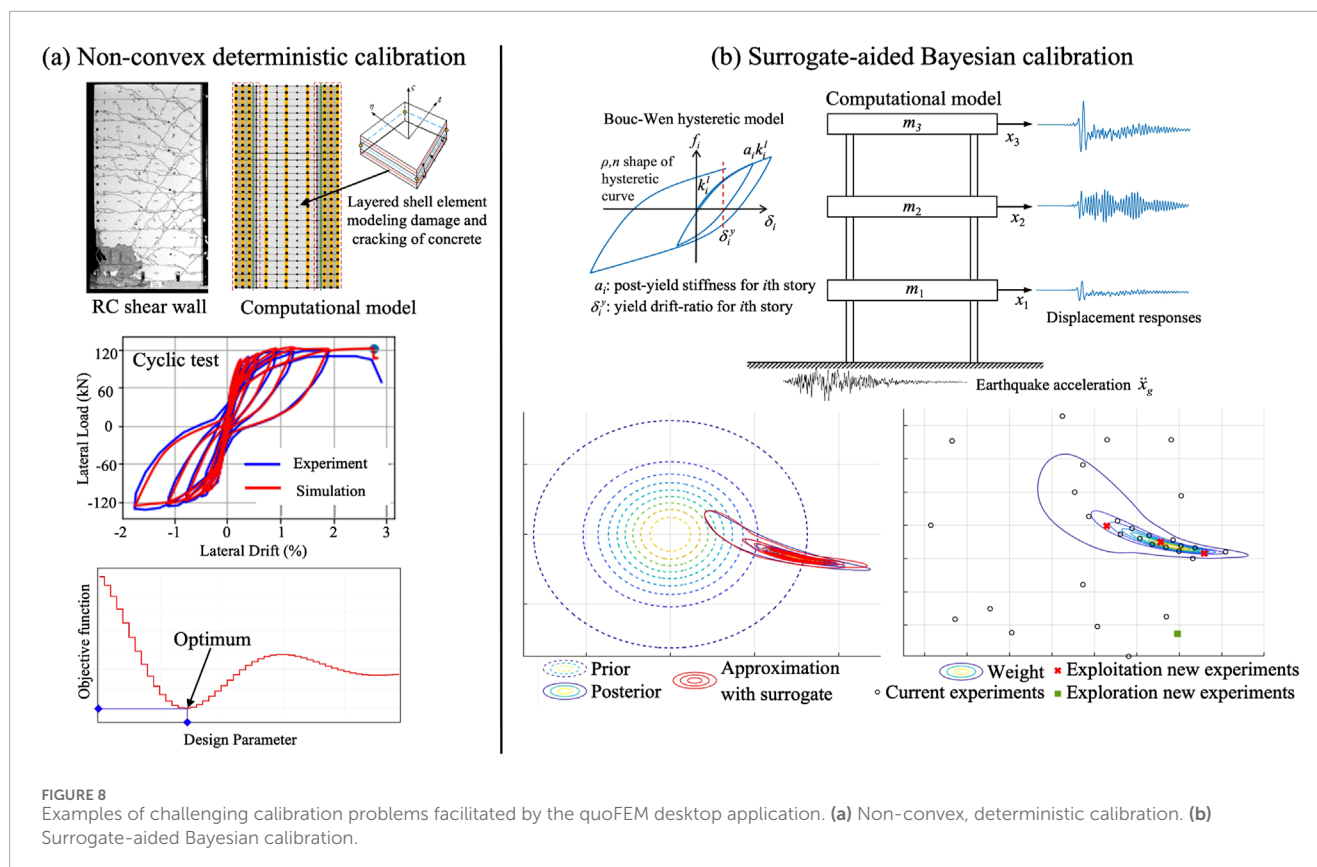 (a) Non-convex deterministic calibration
RC shear wall
Computational model
η
ξ
Layered shell element
modeling damage and
cracking of concrete
Cyclic test
Lateral Load (kN)
120
60
0
-60
-120
Experiment
Simulation
-2
-1
0
1
2
3
Lateral Drift (%)
Objective function
Optimum
Design Parameter
(b) Surrogate-aided Bayesian calibration
Bouc-Wen hysteretic model
ρ,n shape of
hysteretic
curve
fᵢ
aᵢkᵢᴵ
kᵢᴵ
δᵢ
δᵢʸ
aᵢ: post-yield stiffness for ith story
δᵢʸ: yield drift-ratio for ith story
Computational model
m₃
x₃
m₂
x₂
m₁
x₁
Displacement responses
Earthquake acceleration ẍg
Prior
Posterior
Approximation
with surrogate
Weight
Exploitation new experiments
Current experiments
Exploration new experiments
FIGURE 8
Examples of challenging calibration problems facilitated by the quoFEM desktop application. (a) Non-convex, deterministic calibration. (b)
Surrogate-aided Bayesian calibration.